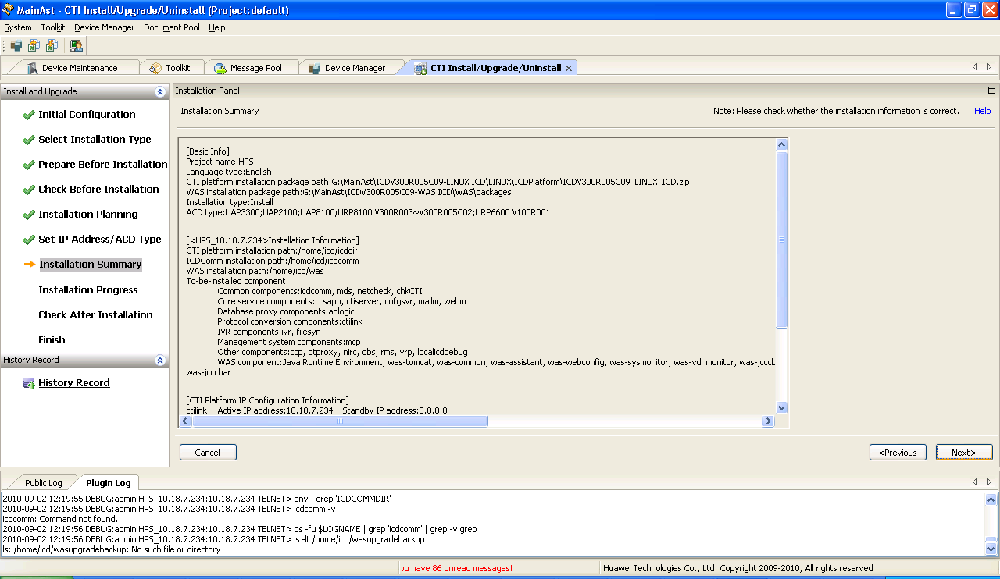 MainAst - CTI Install/Upgrade/Uninstall (Project:default)
System Toolkit Device Manager Document Pool Help
Device Maintenance Toolkit Message Pool Device Manager CTI Install/Upgrade/Uninstall
Install and Upgrade
Initial Configuration
Select Installation Type
Prepare Before Installation
Check Before Installation
Installation Planning
Set IP Address/ACD Type
Installation Summary
Installation Progress
Check After Installation
Finish
History Record
History Record
Installation Panel
Installation Summary
Note: Please check whether the installation information is correct. Help
[Basic Info]
Project name:HPS
Language type:English
CTI platform installation package path:G:\MainAst\ICDV300R005C09-LINUX ICD\LINUX\ICDPlatform\ICDV300R005C09_LINUX_ICD.zip
WAS installation package path:G:\MainAst\ICDV300R005C09-WAS ICD\WAS\packages
Installation type:Install
ACD type:UAP3300;UAP2100;UAP8100/URP8100 V300R003~V300R005C02;URP6600 V100R001
[<HPS_10.18.7.234>Installation Information]
CTI platform installation path:/home/icd/icddir
ICDComm installation path:/home/icd/icdcomm
WAS installation path:/home/icd/was
To-be-installed component:
Common components:icdcomm, mds, netcheck, chkCTI
Core service components:ccsapp, ctiserver, cnfgsvr, mailm, webm
Database proxy components:aplogic
Protocol conversion components:ctilink
IVR components:ivr, filesyn
Management system components:mcp
Other components:ccp, dtproxy, nirc, obs, rms, vrp, localicddebug
WAS component:Java Runtime Environment, was-tomcat, was-common, was-assistant, was-webconfig, was-sysmonitor, was-vdnmonitor, was-jccct
was-jcccbar
[CTI Platform IP Configuration Information]
ctilink Active IP address:10.18.7.234 Standby IP address:0.0.0.0
Cancel <Previous Next>
Public Log Plugin Log
2010-09-02 12:19:55 DEBUG:admin HPS_10.18.7.234:10.18.7.234 TELNET> env | grep 'ICDCOMMDIR'
2010-09-02 12:19:55 DEBUG:admin HPS_10.18.7.234:10.18.7.234 TELNET> icdcomm -v
icdcomm: Command not found.
2010-09-02 12:19:56 DEBUG:admin HPS_10.18.7.234:10.18.7.234 TELNET> ps -fu $LOGNAME | grep 'icdcomm' | grep -v grep
2010-09-02 12:19:56 DEBUG:admin HPS_10.18.7.234:10.18.7.234 TELNET> ls -lt /home/icd/wasupgradebackup
ls: /home/icd/wasupgradebackup: No such file or directory
ou have 86 unread messages! Huawei Technologies Co., Ltd. Copyright 2009-2010, All rights reserved